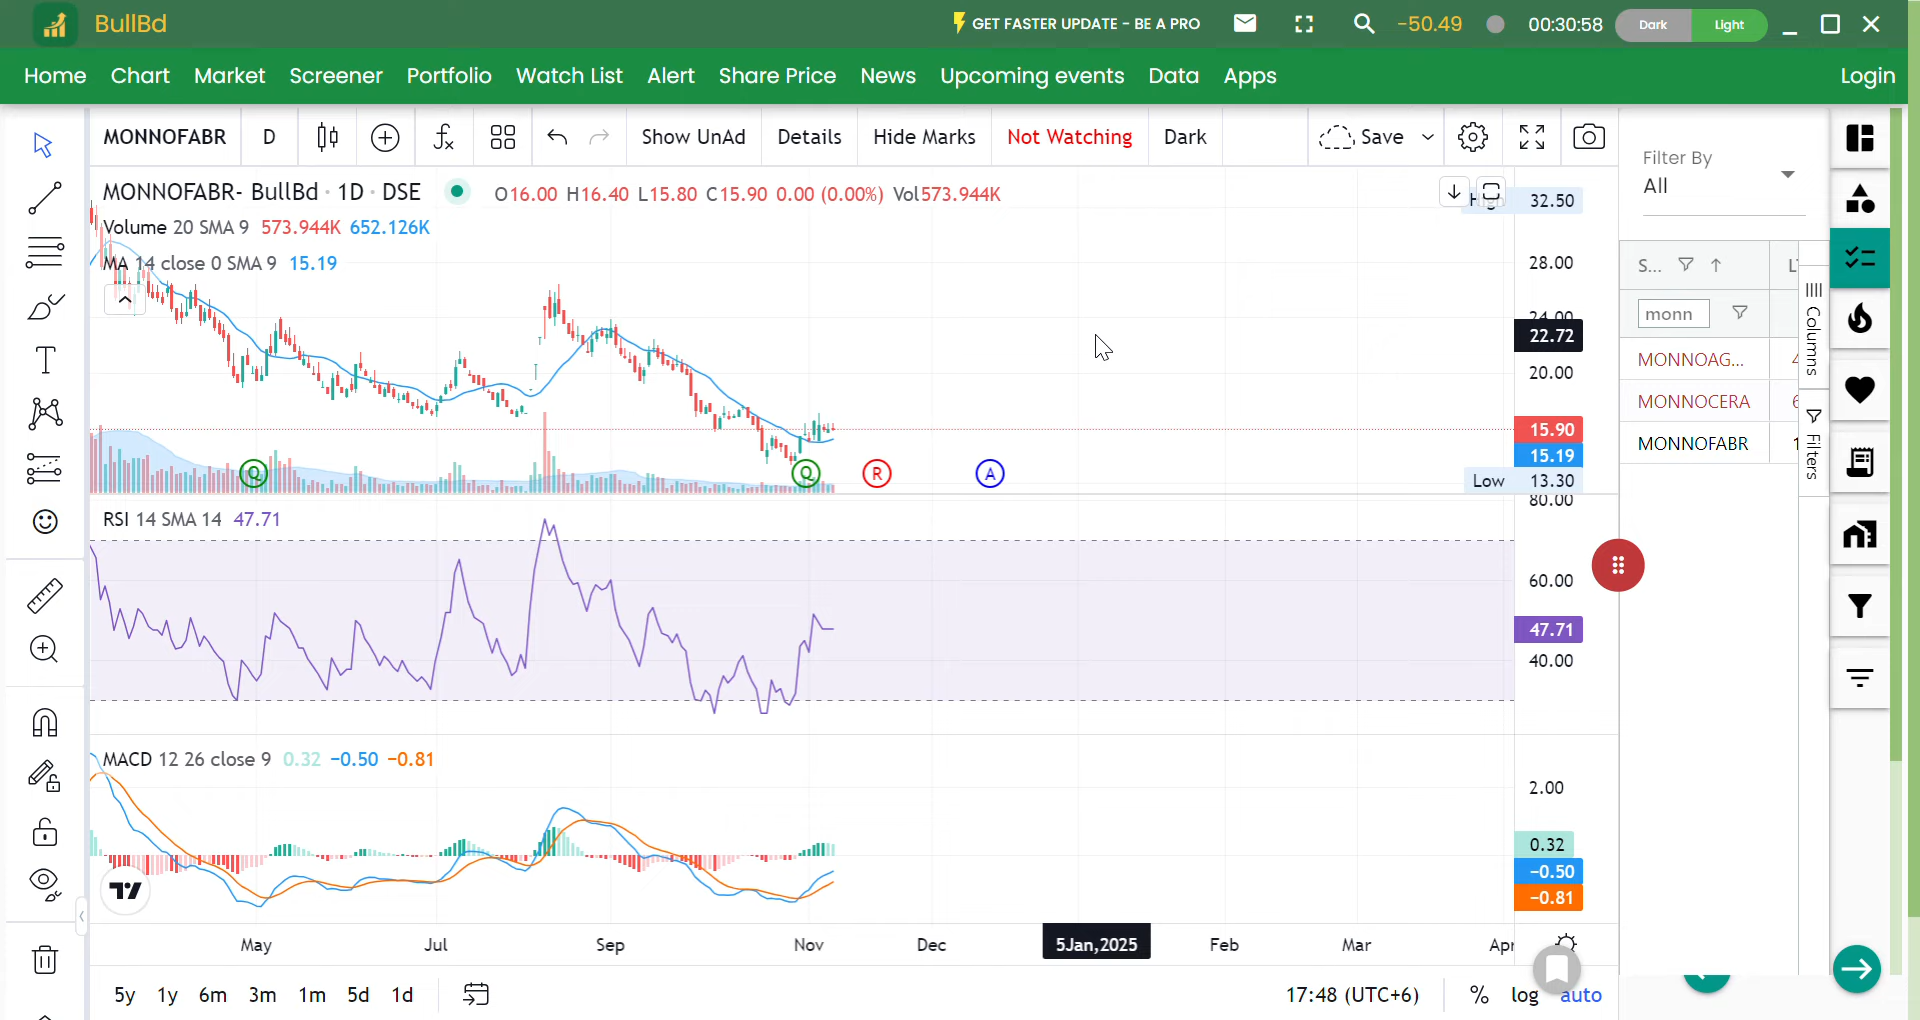 BullBd
GET FASTER UPDATE - BE A PRO
-50.49
00:30:58
Dark
Light
Home Chart Market Screener Portfolio Watch List Alert Share Price News Upcoming events Data Apps Login
MONNOFABR D Show UnAd Details Hide Marks Not Watching Dark Save
MONNOFABR- BullBd · 1D · DSE O16.00 H16.40 L15.80 C15.90 0.00 (0.00%) Vol573.944K
Volume 20 SMA 9 573.944K 652.126K
MA 14 close 0 SMA 9 15.19
High 32.50
28.00
24.00
22.72
20.00
15.90
15.19
Low 13.30
Q
Q
R
A
80.00
RSI 14 SMA 14 47.71
60.00
47.71
40.00
MACD 12 26 close 9 0.32 −0.50 −0.81
2.00
0.32
−0.50
−0.81
May Jul Sep Nov Dec 5Jan,2025 Feb Mar Apr
5y 1y 6m 3m 1m 5d 1d 17:48 (UTC+6) % log auto
Filter By
All
S...
monn
MONNOAG...
MONNOCERA
MONNOFABR
Columns
Filters